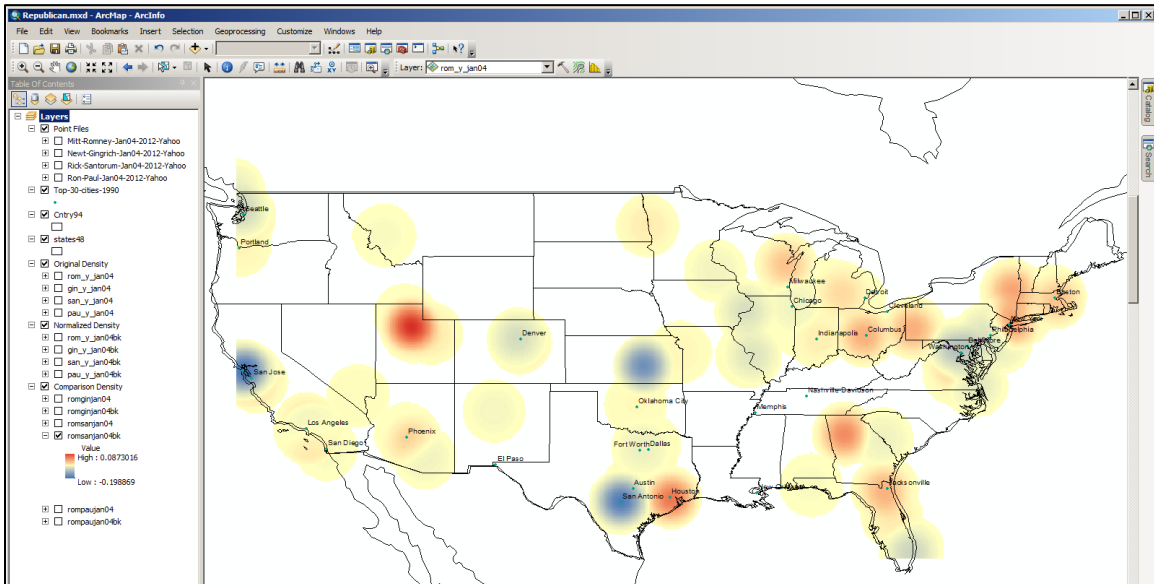 Republican.mxd - ArcMap - ArcInfo
File Edit View Bookmarks Insert Selection Geoprocessing Customize Windows Help
Layer: rom_y_jan04
Table Of Contents
Layers
Point Files
Mitt-Romney-Jan04-2012-Yahoo
Newt-Gingrich-Jan04-2012-Yahoo
Rick-Santorum-Jan04-2012-Yahoo
Ron-Paul-Jan04-2012-Yahoo
Top-30-cities-1990
Cntry94
states48
Original Density
rom_y_jan04
gin_y_jan04
san_y_jan04
pau_y_jan04
Normalized Density
rom_y_jan04bk
gin_y_jan04bk
san_y_jan04bk
pau_y_jan04bk
Comparison Density
romginjan04
romginjan04bk
romsanjan04
romsanjan04bk
Value
High : 0.0873016
Low : -0.198869
rompaujan04
rompaujan04bk
Seattle
Portland
San Jose
Los Angeles
San Diego
Phoenix
El Paso
Denver
Oklahoma City
Fort Worth Dallas
Austin
San Antonio
Houston
Memphis
Nashville-Davidson
Milwaukee
Chicago
Indianapolis
Detroit
Cleveland
Columbus
Boston
Philadelphia
Baltimore
Washington
Jacksonville
Catalog
Search